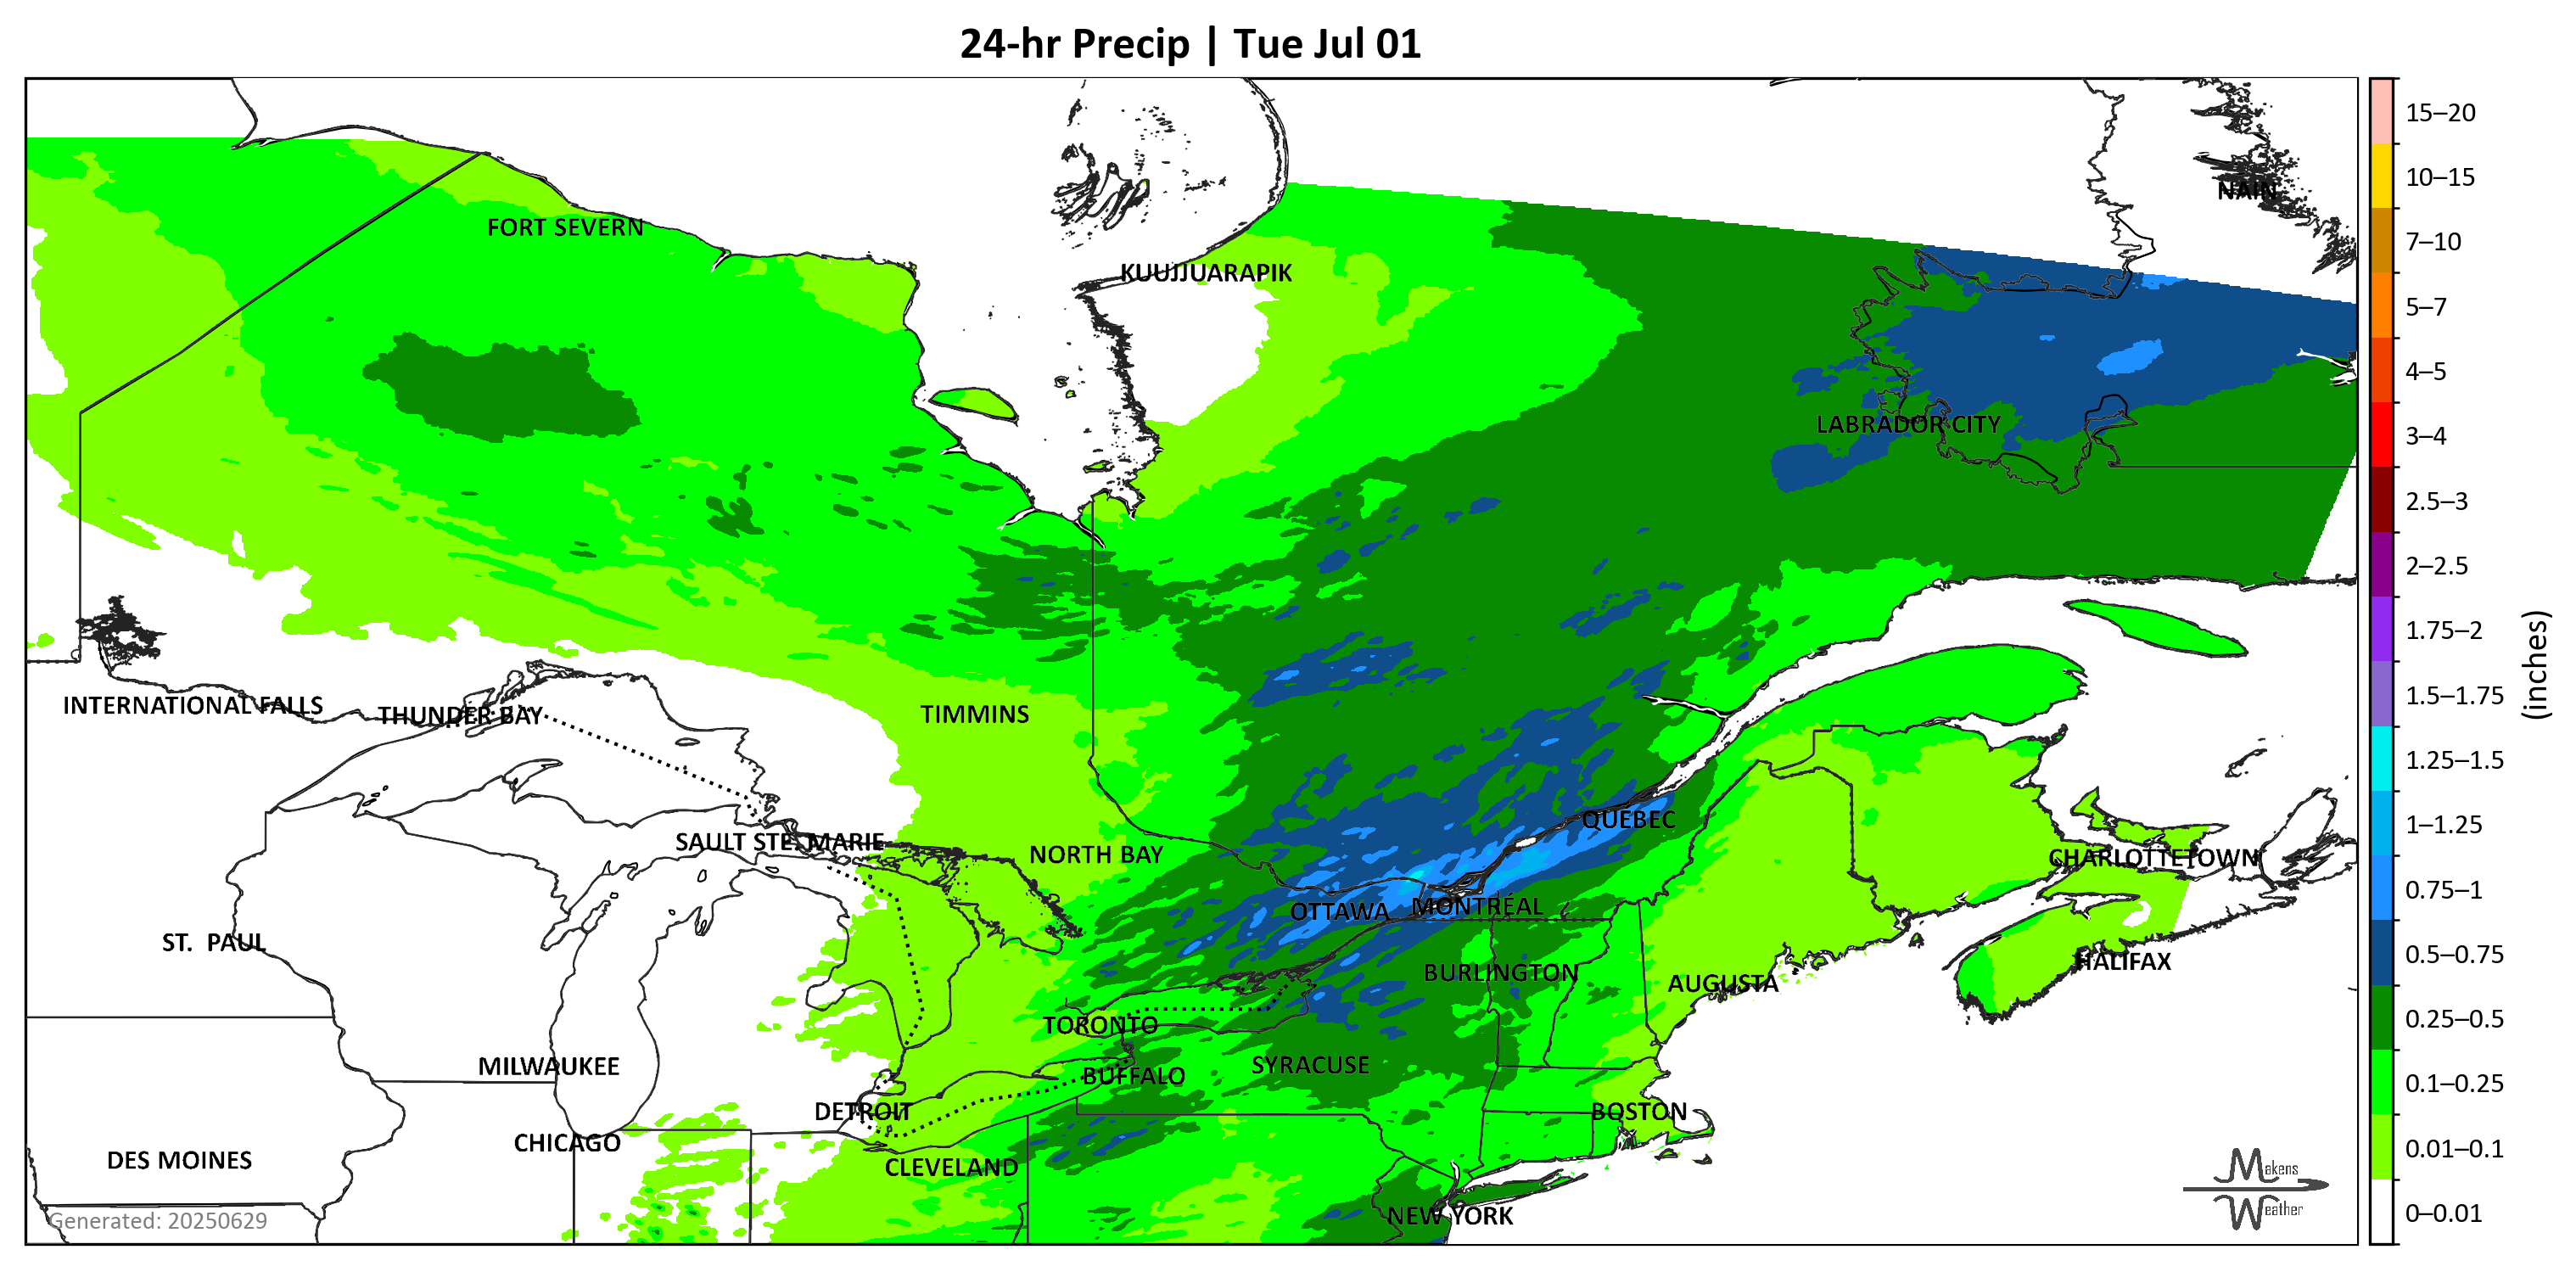 24-hr Precip | Tue Jul 01
NAIN
FORT SEVERN
KUUJJUARAPIK
LABRADOR CITY
INTERNATIONAL FALLS
THUNDER BAY
TIMMINS
SAULT STE. MARIE
NORTH BAY
QUEBEC
CHARLOTTETOWN
OTTAWA
MONTRÉAL
ST. PAUL
HALIFAX
BURLINGTON
AUGUSTA
TORONTO
MILWAUKEE
BUFFALO
SYRACUSE
DETROIT
BOSTON
CHICAGO
DES MOINES
CLEVELAND
NEW YORK
Generated: 20250629
Makens
Weather
15–20
10–15
7–10
5–7
4–5
3–4
2.5–3
2–2.5
1.75–2
1.5–1.75
1.25–1.5
1–1.25
0.75–1
0.5–0.75
0.25–0.5
0.1–0.25
0.01–0.1
0–0.01
(inches)